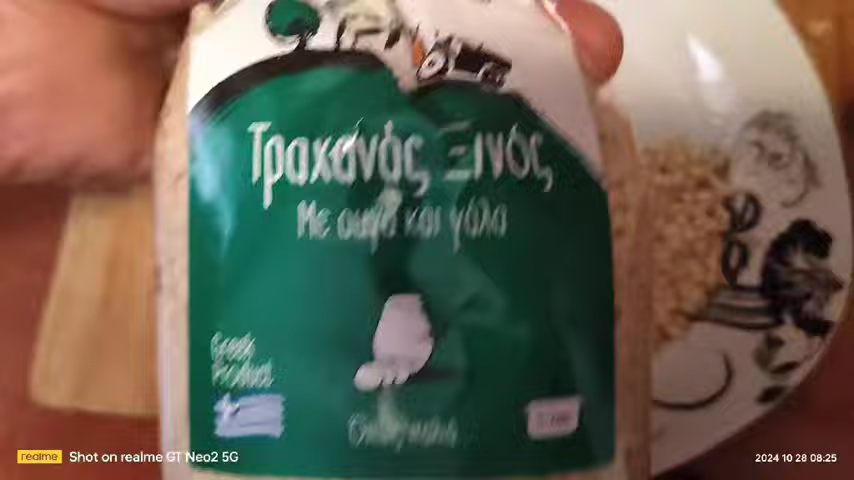 Τραχανάς Ξινός
Με αυγά και γάλα
Greek
Product
realme Shot on realme GT Neo2 5G
2024 10 28 08:25